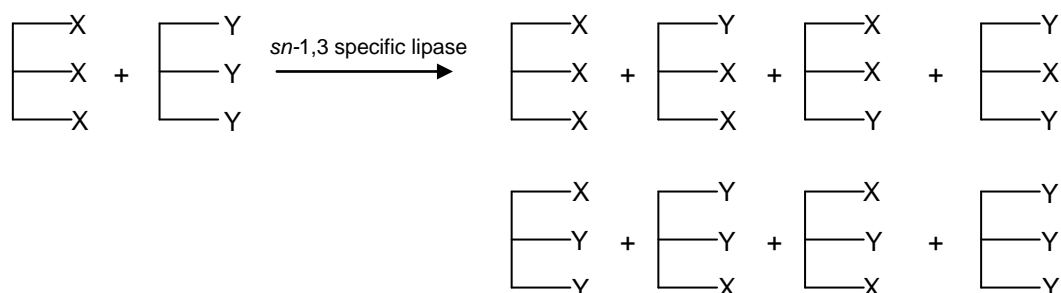 X Y X Y X Y
sn-1,3 specific lipase
X + Y X + X + X + X
X Y X X Y Y
X Y X Y
Y + Y + Y + Y
Y X X Y